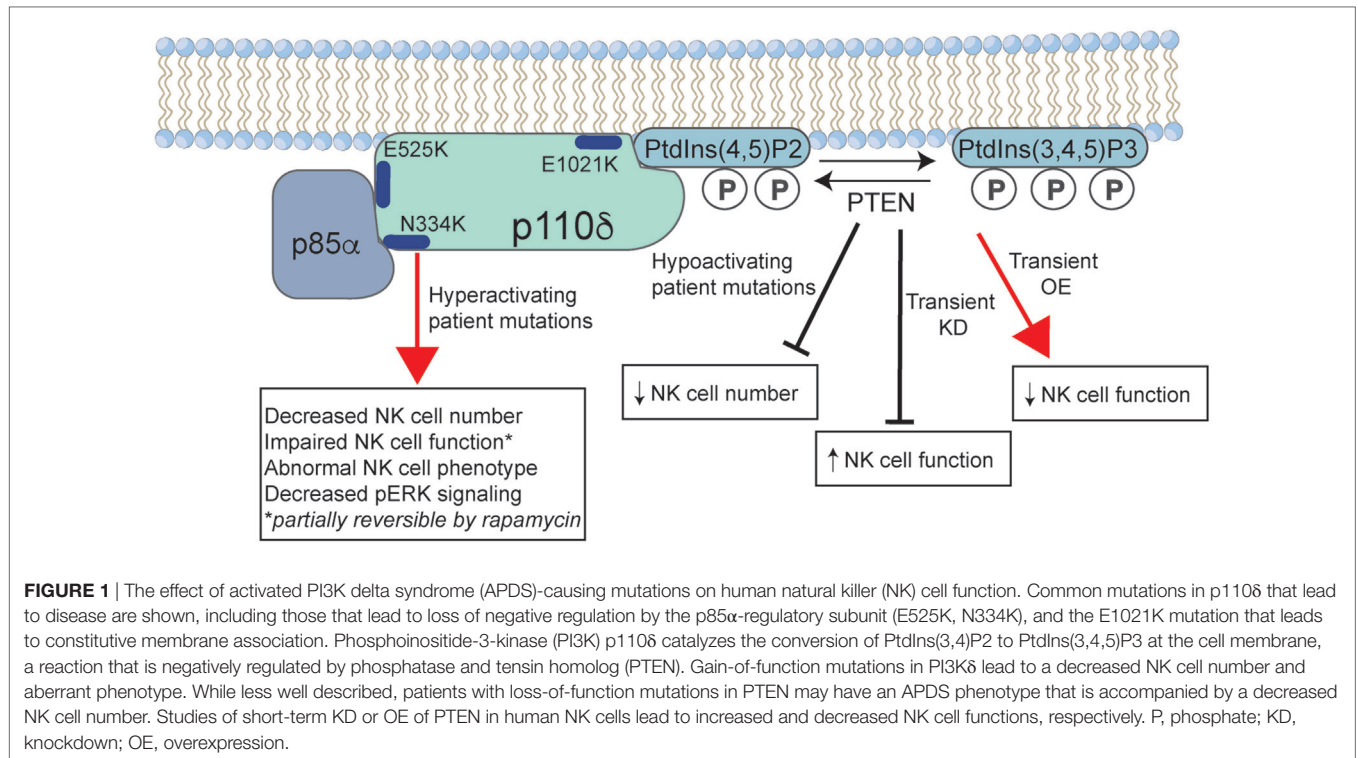 E525K
E1021K
N334K
p85α
p110δ
PtdIns(4,5)P2
P P
PtdIns(3,4,5)P3
P P P
PTEN
Hyperactivating
patient mutations
Hypoactivating
patient mutations
Transient
KD
Transient
OE
Decreased NK cell number
Impaired NK cell function*
Abnormal NK cell phenotype
Decreased pERK signaling
*partially reversible by rapamycin
↓ NK cell number
↑ NK cell function
↓ NK cell function
FIGURE 1 | The effect of activated PI3K delta syndrome (APDS)-causing mutations on human natural killer (NK) cell function. Common mutations in p110δ that lead
to disease are shown, including those that lead to loss of negative regulation by the p85α-regulatory subunit (E525K, N334K), and the E1021K mutation that leads
to constitutive membrane association. Phosphoinositide-3-kinase (PI3K) p110δ catalyzes the conversion of PtdIns(3,4)P2 to PtdIns(3,4,5)P3 at the cell membrane,
a reaction that is negatively regulated by phosphatase and tensin homolog (PTEN). Gain-of-function mutations in PI3Kδ lead to a decreased NK cell number and
aberrant phenotype. While less well described, patients with loss-of-function mutations in PTEN may have an APDS phenotype that is accompanied by a decreased
NK cell number. Studies of short-term KD or OE of PTEN in human NK cells lead to increased and decreased NK cell functions, respectively. P, phosphate; KD,
knockdown; OE, overexpression.